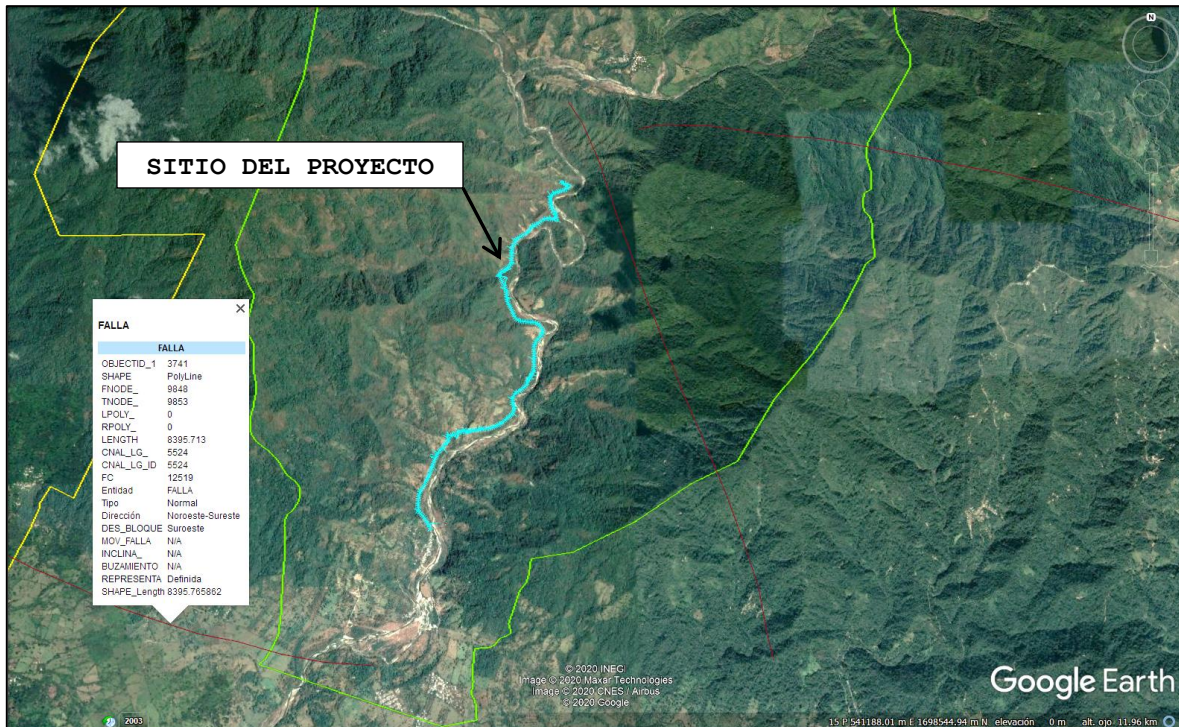 N
SITIO DEL PROYECTO
FALLA
FALLA
OBJECTID_1 3741
SHAPE PolyLine
FNODE_ 9848
TNODE_ 9853
LPOLY_ 0
RPOLY_ 0
LENGTH 8395.713
CNAL_LG_ 5524
CNAL_LG_ID 5524
FC 12519
Entidad FALLA
Tipo Normal
Dirección Noroeste-Sureste
DES_BLOQUE Suroeste
MOV_FALLA N/A
INCLINA_ N/A
BUZAMIENTO N/A
REPRESENTA Definida
SHAPE_Length 8395.765862
© 2020 INEGI
Image © 2020 Maxar Technologies
Image © 2020 CNES / Airbus
© 2020 Google
Google Earth
2003
15 P 541188.01 m E 1698544.94 m N elevación 0 m alt. ojo 11.96 km